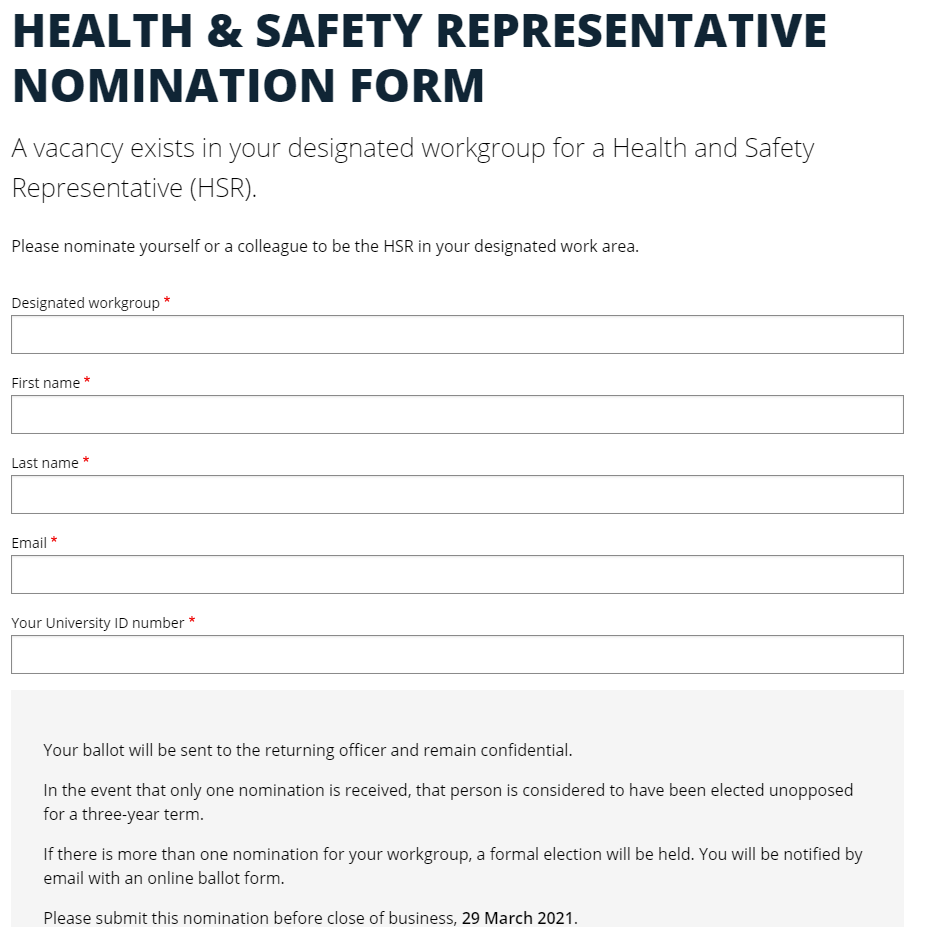 HEALTH & SAFETY REPRESENTATIVE
NOMINATION FORM
A vacancy exists in your designated workgroup for a Health and Safety
Representative (HSR).
Please nominate yourself or a colleague to be the HSR in your designated work area.
Designated workgroup *
First name *
Last name *
Email *
Your University ID number *
Your ballot will be sent to the returning officer and remain confidential.
In the event that only one nomination is received, that person is considered to have been elected unopposed
for a three-year term.
If there is more than one nomination for your workgroup, a formal election will be held. You will be notified by
email with an online ballot form.
Please submit this nomination before close of business, 29 March 2021.